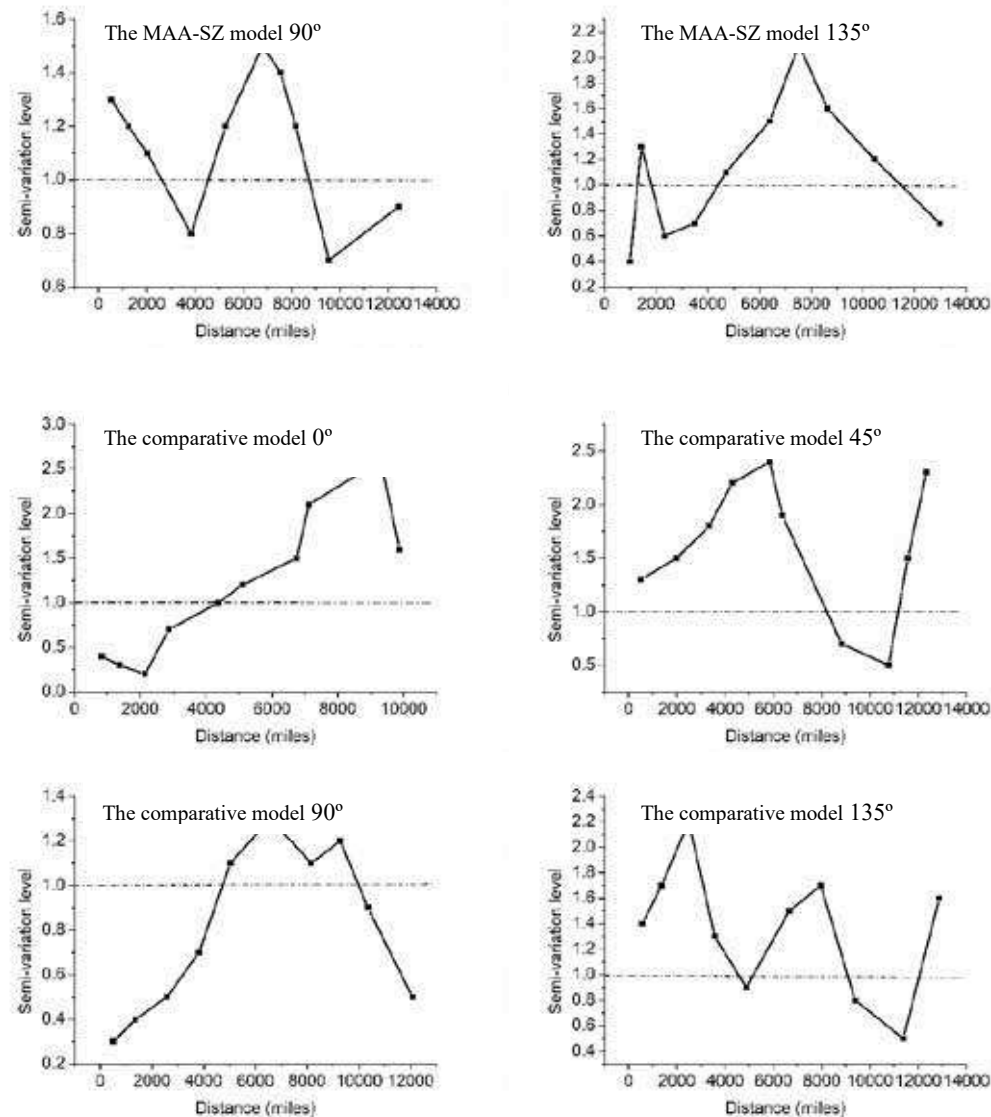 The MAA-SZ model 90º
1.6
1.4
1.2
1.0
0.8
0.6
Semi-variation level
0 2000 4000 6000 8000 10000 12000 14000
Distance (miles)
The MAA-SZ model 135º
2.2
2.0
1.8
1.6
1.4
1.2
1.0
0.8
0.6
0.4
0.2
Semi-variation level
0 2000 4000 6000 8000 10000 12000 14000
Distance (miles)
The comparative model 0º
3.0
2.5
2.0
1.5
1.0
0.5
0.0
Semi-variation level
0 2000 4000 6000 8000 10000
Distance (miles)
The comparative model 45º
2.5
2.0
1.5
1.0
0.5
Semi-variation level
0 2000 4000 6000 8000 10000 12000 14000
Distance (miles)
The comparative model 90º
1.4
1.2
1.0
0.8
0.6
0.4
0.2
Semi-variation level
0 2000 4000 6000 8000 10000 12000
Distance (miles)
The comparative model 135º
2.4
2.2
2.0
1.8
1.6
1.4
1.2
1.0
0.8
0.6
0.4
Semi-variation level
0 2000 4000 6000 8000 10000 12000 14000
Distance (miles)